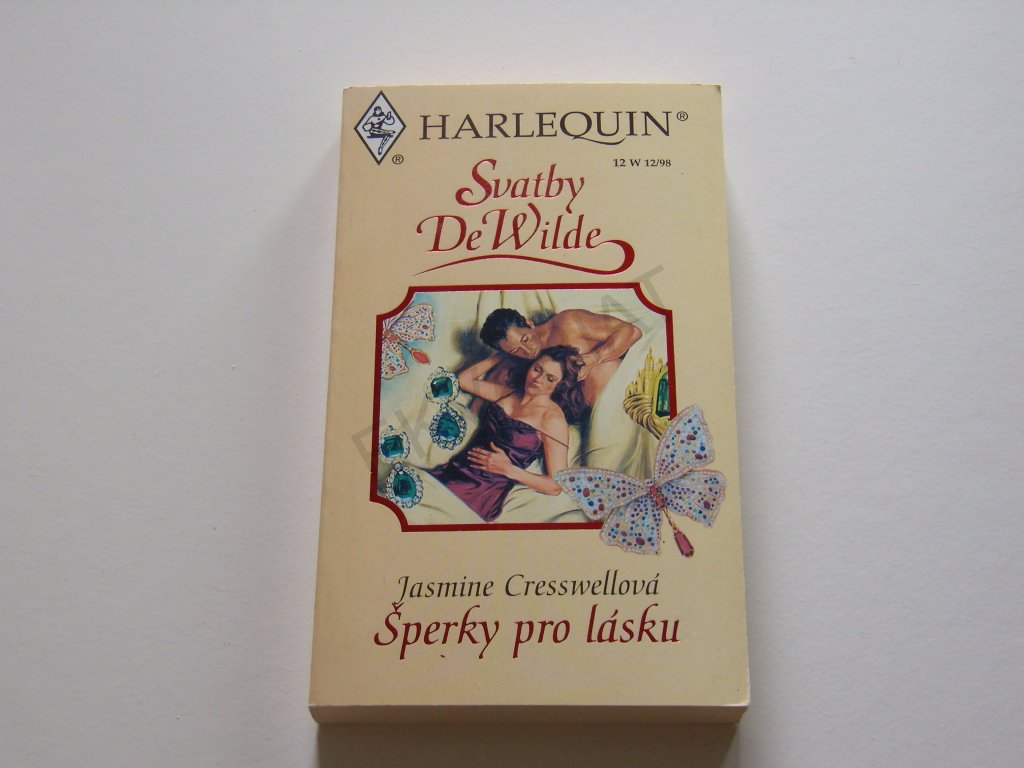 HARLEQUIN®
®
12 W 12/98
Svatby
De Wilde
Jasmine Cresswellová
Šperky pro lásku